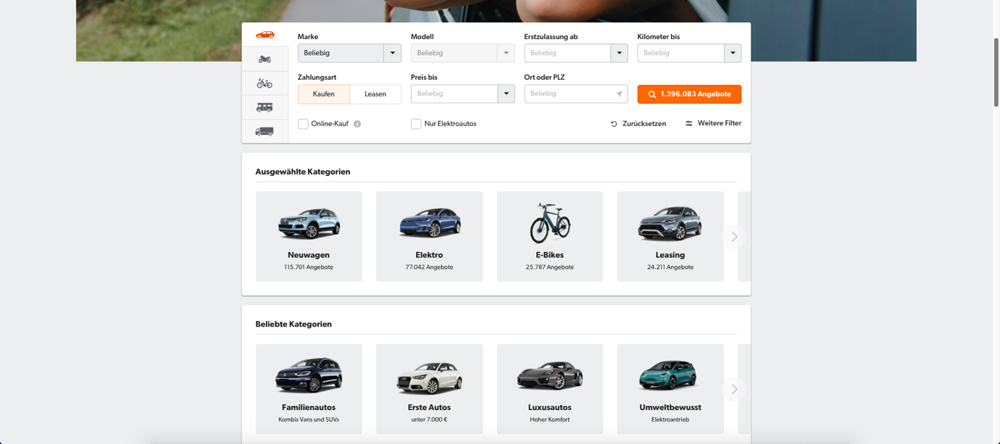 Marke
Modell
Erstzulassung ab
Kilometer bis
Beliebig
Beliebig
Beliebig
Beliebig
Zahlungsart
Preis bis
Ort oder PLZ
Kaufen
Leasen
Beliebig
Beliebig
1.396.083 Angebote
Online-Kauf
Nur Elektroautos
Zurücksetzen
Weitere Filter
Ausgewählte Kategorien
Neuwagen
115.701 Angebote
Elektro
77.042 Angebote
E-Bikes
25.787 Angebote
Leasing
24.211 Angebote
Beliebte Kategorien
Familienautos
Kombis Vans und SUVs
Erste Autos
unter 7.000 €
Luxusautos
Hoher Komfort
Umweltbewusst
Elektroantrieb